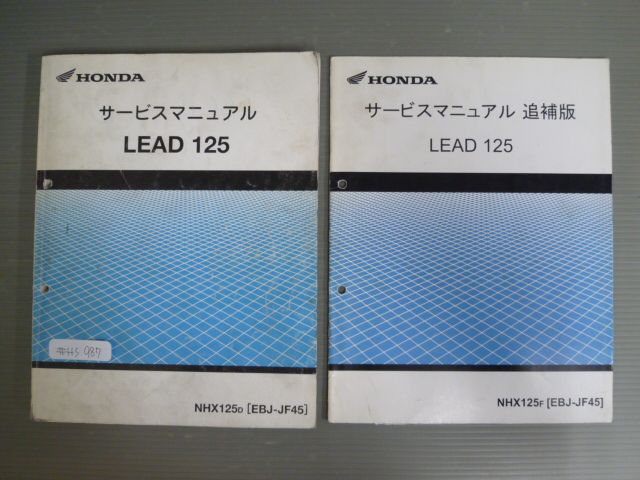 HONDA
サービスマニュアル
LEAD 125
NHX125D [EBJ-JF45]
HONDA
サービスマニュアル 追補版
LEAD 125
NHX125F [EBJ-JF45]